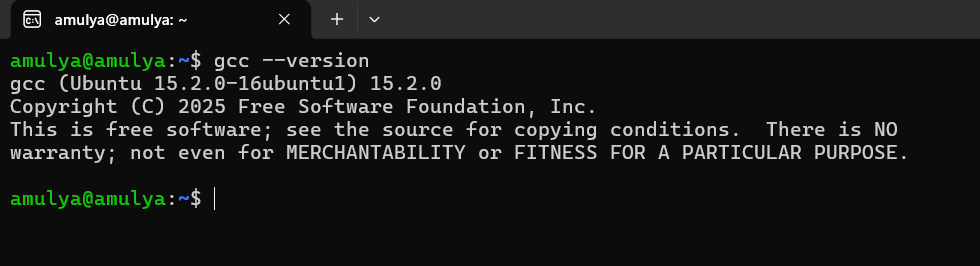 amulya@amulya: ~
amulya@amulya:~$ gcc --version
gcc (Ubuntu 15.2.0-16ubuntu1) 15.2.0
Copyright (C) 2025 Free Software Foundation, Inc.
This is free software; see the source for copying conditions.  There is NO
warranty; not even for MERCHANTABILITY or FITNESS FOR A PARTICULAR PURPOSE.
amulya@amulya:~$